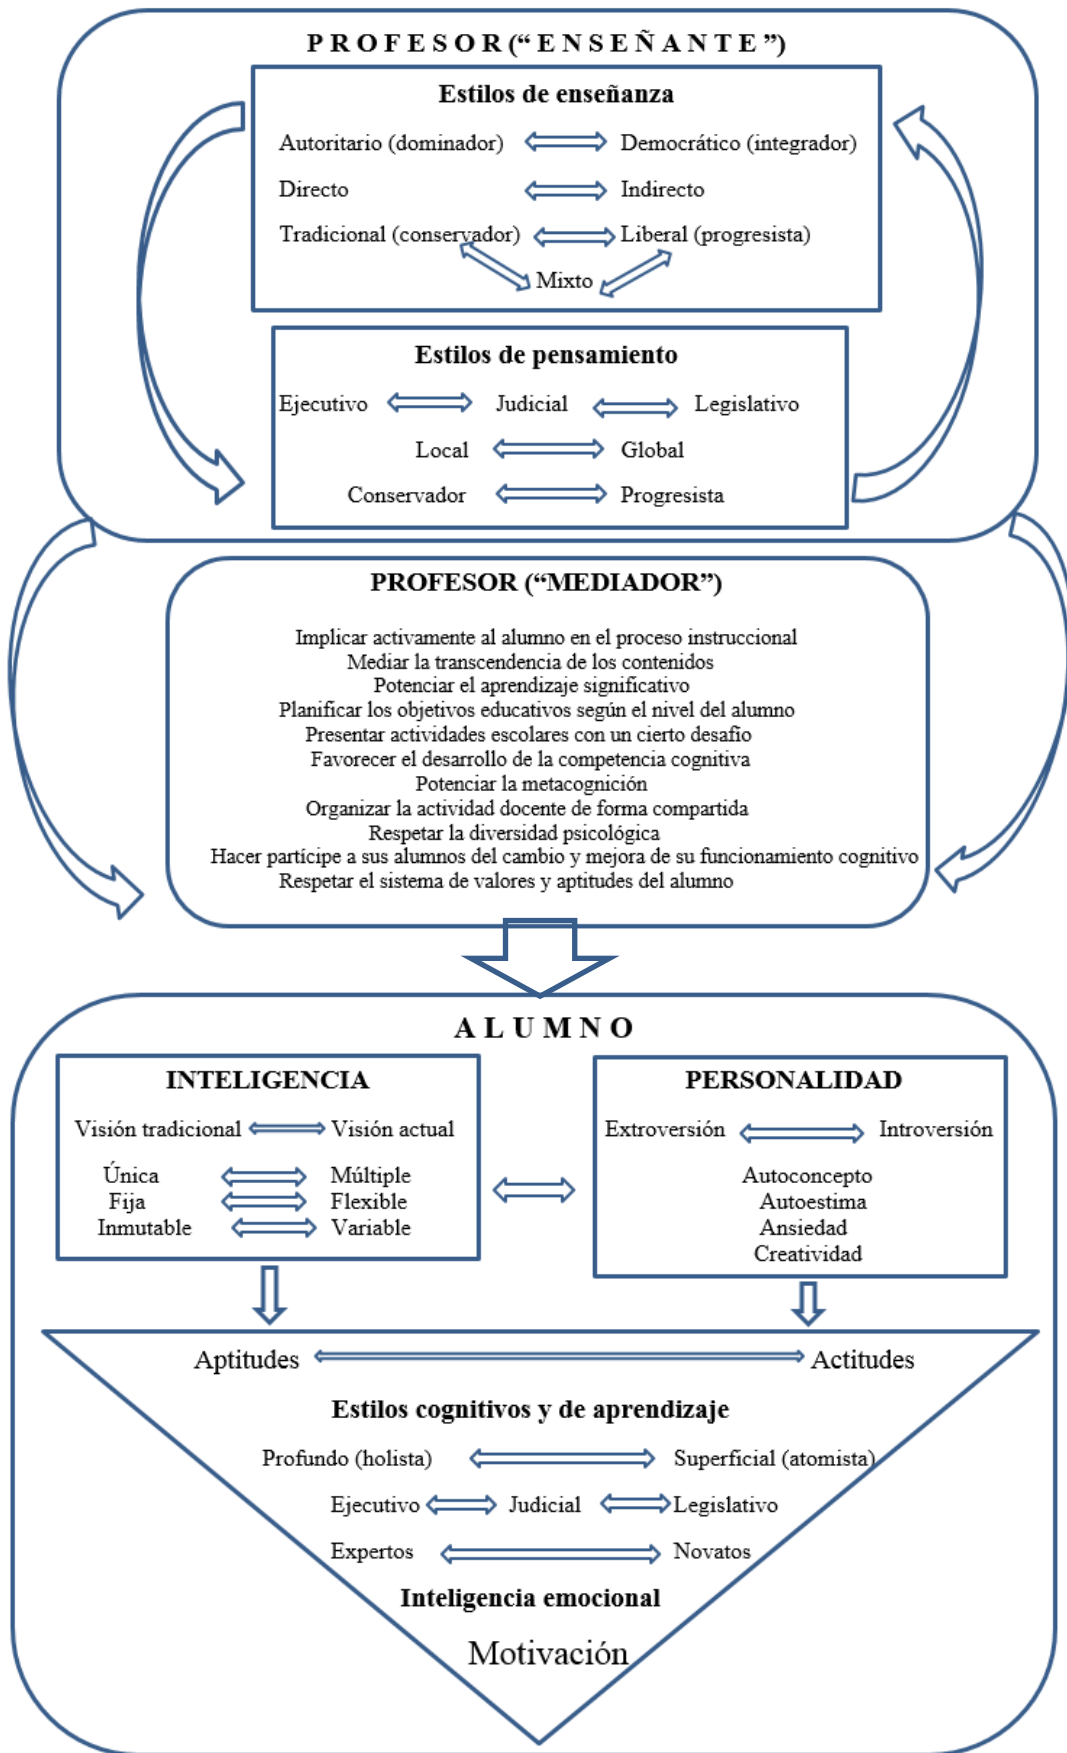 PROFESOR (“ENSEÑANTE”)
Estilos de enseñanza
Autoritario (dominador) Democrático (integrador)
Directo Indirecto
Tradicional (conservador) Liberal (progresista)
Mixto
Estilos de pensamiento
Ejecutivo Judicial Legislativo
Local Global
Conservador Progresista
PROFESOR (“MEDIADOR”)
Implicar activamente al alumno en el proceso instruccional
Mediar la transcendencia de los contenidos
Potenciar el aprendizaje significativo
Planificar los objetivos educativos según el nivel del alumno
Presentar actividades escolares con un cierto desafío
Favorecer el desarrollo de la competencia cognitiva
Potenciar la metacognición
Organizar la actividad docente de forma compartida
Respetar la diversidad psicológica
Hacer partícipe a sus alumnos del cambio y mejora de su funcionamiento cognitivo
Respetar el sistema de valores y aptitudes del alumno
ALUMNO
INTELIGENCIA
Visión tradicional Visión actual
Única Múltiple
Fija Flexible
Inmutable Variable
PERSONALIDAD
Extroversión Introversión
Autoconcepto
Autoestima
Ansiedad
Creatividad
Aptitudes Actitudes
Estilos cognitivos y de aprendizaje
Profundo (holista) Superficial (atomista)
Ejecutivo Judicial Legislativo
Expertos Novatos
Inteligencia emocional
Motivación